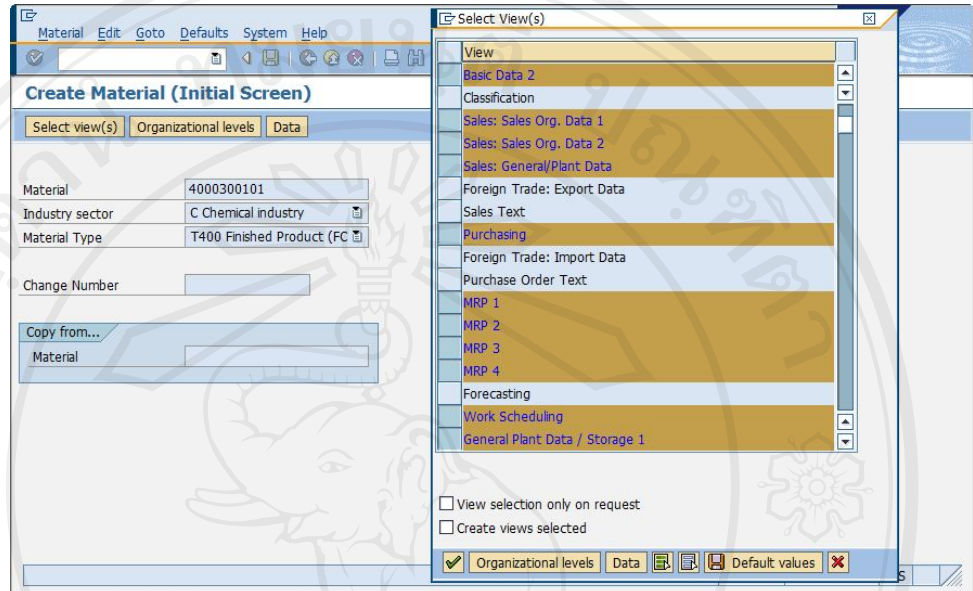 Material Edit Goto Defaults System Help
Create Material (Initial Screen)
Select view(s) Organizational levels Data
Material 4000300101
Industry sector C Chemical industry
Material Type T400 Finished Product (FC
Change Number
Copy from...
Material
Select View(s)
View
Basic Data 2
Classification
Sales: Sales Org. Data 1
Sales: Sales Org. Data 2
Sales: General/Plant Data
Foreign Trade: Export Data
Sales Text
Purchasing
Foreign Trade: Import Data
Purchase Order Text
MRP 1
MRP 2
MRP 3
MRP 4
Forecasting
Work Scheduling
General Plant Data / Storage 1
View selection only on request
Create views selected
Organizational levels Data Default values